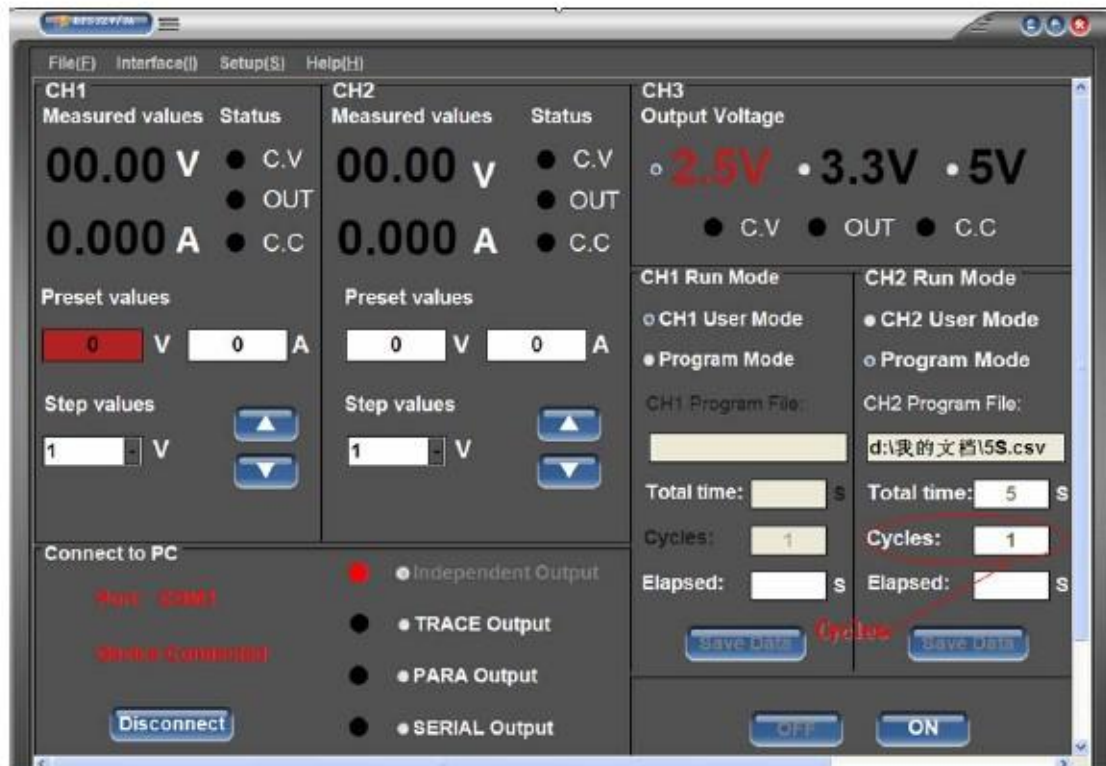 File(F) Interface(I) Setup(S) Help(H)
CH1
Measured values Status
00.00 V
C.V
OUT
0.000 A
C.C
Preset values
0 V 0 A
Step values
1 V
CH2
Measured values Status
00.00 V
C.V
OUT
0.000 A
C.C
Preset values
0 V 0 A
Step values
1 V
CH3
Output Voltage
2.5V 3.3V 5V
C.V OUT C.C
CH1 Run Mode
CH1 User Mode
Program Mode
CH1 Program File:
Total time: S
Cycles: 1
Elapsed: S
Save Data
CH2 Run Mode
CH2 User Mode
Program Mode
CH2 Program File:
d:\我的文档\5S.csv
Total time: 5 S
Cycles: 1
Elapsed: S
Cycles
Save Data
Connect to PC
Port: COM1
Device Connected
Disconnect
Independent Output
TRACE Output
PARA Output
SERIAL Output
OFF ON